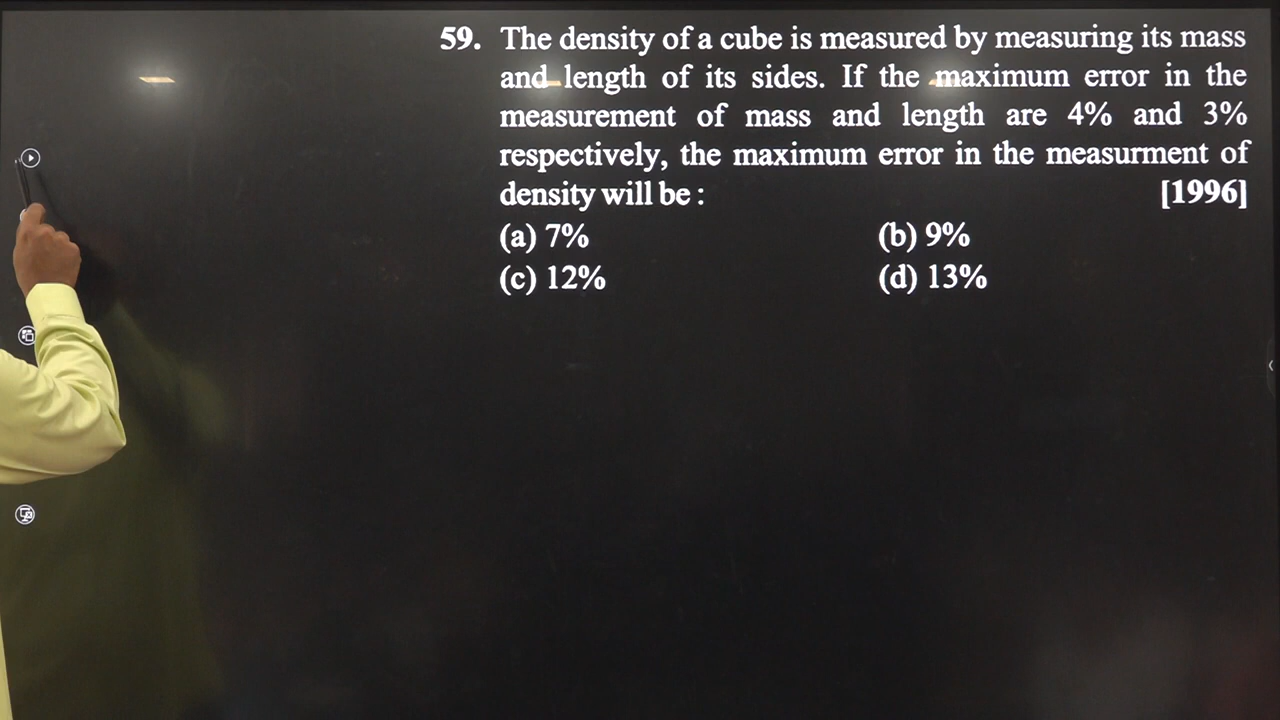 59. The density of a cube is measured by measuring its mass
and length of its sides. If the maximum error in the
measurement of mass and length are 4% and 3%
respectively, the maximum error in the measurment of
density will be : [1996]
(a) 7% (b) 9%
(c) 12% (d) 13%